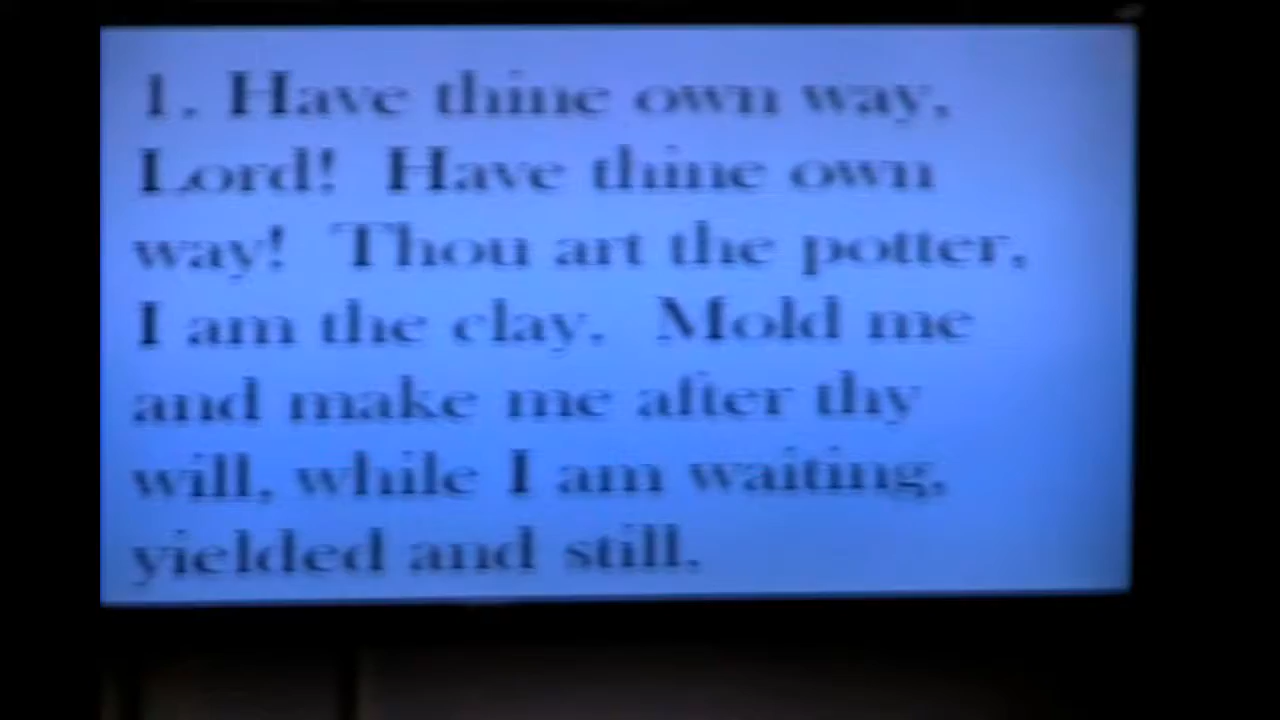 1. Have thine own way,
Lord!  Have thine own
way!  Thou art the potter,
I am the clay.  Mold me
and make me after thy
will, while I am waiting,
yielded and still.